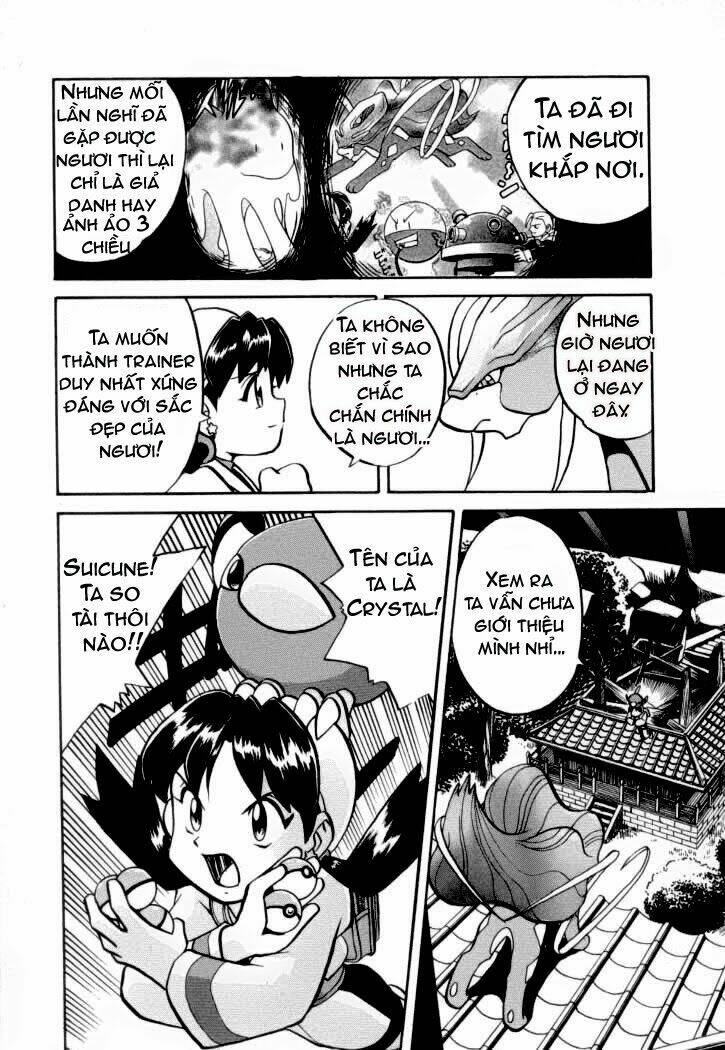 Ta đã đi
tìm ngươi
khắp nơi.
Nhưng mỗi
lần nghĩ đã
gặp được
ngươi thì lại
chỉ là giả
danh hay
ảnh ảo 3
chiều
Nhưng
giờ ngươi
lại đang
ở ngay
đây.
Ta không
biết vì sao
nhưng ta
chắc
chắn chính
là ngươi...
Ta muốn
thành trainer
duy nhất xứng
đáng với sắc
đẹp của
ngươi!
Xem ra
ta vẫn chưa
giới thiệu
mình nhỉ...
Tên của
ta là
Crystal!
Suicune!
Ta so
tài thôi
nào!!